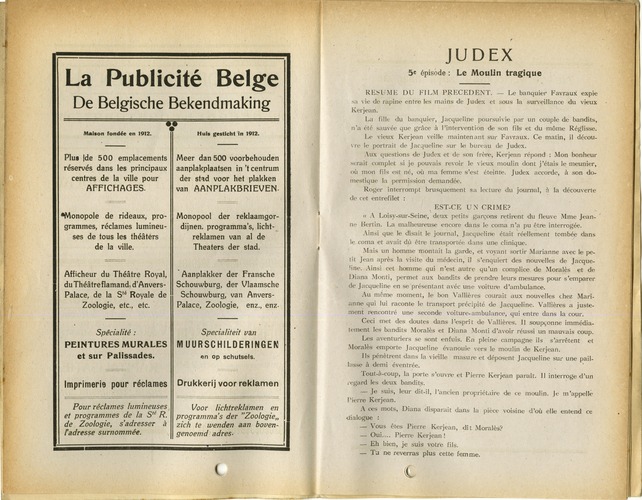 La Publicité Belge
De Belgische Bekendmaking
Maison fondée en 1912.
Plus de 500 emplacements
réservés dans les principaux
centres de la ville pour
AFFICHAGES.
Monopole de rideaux, pro-
grammes, réclames lumineu-
ses de tous les théâters
de la ville.
Afficheur du Théâtre Royal,
du Théâtre flamand, d'Anvers-
Palace, de la Sté Royale de
Zoologie, etc., etc.
Spécialité :
PEINTURES MURALES
et sur Palissades.
Imprimerie pour réclames
Pour réclames lumineuses
et programmes de la Sté R.
de Zoologie, s'adresser à
l'adresse surnommée.
Huis gesticht in 1912.
Meer dan 500 voorbehouden
aanplakplaatsen in 't centrum
der stad voor het plakken
van AANPLAKBRIEVEN.
Monopool der reklaamgor-
dijnen, programma's, licht-
reklamen van al de
Theaters der stad.
Aanplakker der Fransche
Schouwburg, der Vlaamsche
Schouwburg, van Anvers-
Palace, Zoologie, enz., enz.
Specialiteit van
MUURSCHILDERINGEN
en op schutsels.
Drukkerij voor reklamen
Voor lichtreklamen en
programma's der "Zoologie„
zich te wenden aan boven-
genoemd adres.
JUDEX
5e épisode : Le Moulin tragique
RESUME DU FILM PRECEDENT. — Le banquier Favraux expie
sa vie de rapine entre les mains de Judex et sous la surveillance du vieux
Kerjean.
La fille du banquier, Jacqueline poursuivie par un couple de bandits,
n'a été sauvée que grâce à l'intervention de son fils et du môme Réglisse.
Le vieux Kerjean veille maintenant sur Favraux. Ce matin, il décou-
vre le portrait de Jacqueline sur le bureau de Judex.
Aux questions de Judex et de son frère, Kerjean répond : Mon bonheur
serait complet si je pouvais revoir le vieux moulin dont j'étais le meunier,
où mon fils est né, où ma femme s'est éteinte. Judex accorde, à son do-
mestique la permission demandée.
Roger interrompt brusquement sa lecture du journal, à la découverte
de cet entrefilet :
EST-CE UN CRIME?
« A Loisy-sur-Seine, deux petits garçons retirent du fleuve Mme Jean-
ne Bertin. La malheureuse encore dans le coma n'a pu être interrogée.
Ainsi que le disait le journal, Jacqueline était réellement tombée dans
le coma et avait dû être transportée dans une clinique.
Mais un homme montait la garde, et voyant sortir Marianne avec le pe-
tit Jean après la visite du médecin, il s'enquiert des nouvelles de Jacque-
line. Ainsi cet homme qui n'est autre qu'un complice de Moralès et de
Diana Monti, permet aux bandits de prendre leurs mesures pour s'emparer
de Jacqueline en se présentant avec une voiture d'ambulance.
Au même moment, le bon Vallières courait aux nouvelles chez Mari-
anne qui lui raconte le transport précipité de Jacqueline. Vallières a juste-
ment rencontré une seconde voiture-ambulance, qui entre dans la cour.
Ceci met des doutes dans l'esprit de Vallières. Il soupçonne immédia-
tement les bandits Moralès et Diana Monti d'avoir réussi un mauvais coup.
Les aventuriers se sont enfuis. En pleine campagne ils s'arrêtent et
Moralès emporte Jacqueline évanouie vers le moulin de Kerjean.
Ils pénètrent dans la vieille masure et déposent Jacqueline sur une pail-
lasse à demi éventrée.
Tout-à-coup, la porte s'ouvre et Pierre Kerjean paraît. Il interroge d'un
regard les deux bandits.
— Je suis, leur dit-il, l'ancien propriétaire de ce moulin. Je m'appelle
Pierre Kerjean.
A ces mots, Diana disparaît dans la pièce voisine d'où elle entend ce
dialogue :
— Vous êtes Pierre Kerjean, dit Moralès?
— Oui.... Pierre Kerjean !
— Eh bien, je suis votre fils.
— Tu ne reverras plus cette femme.